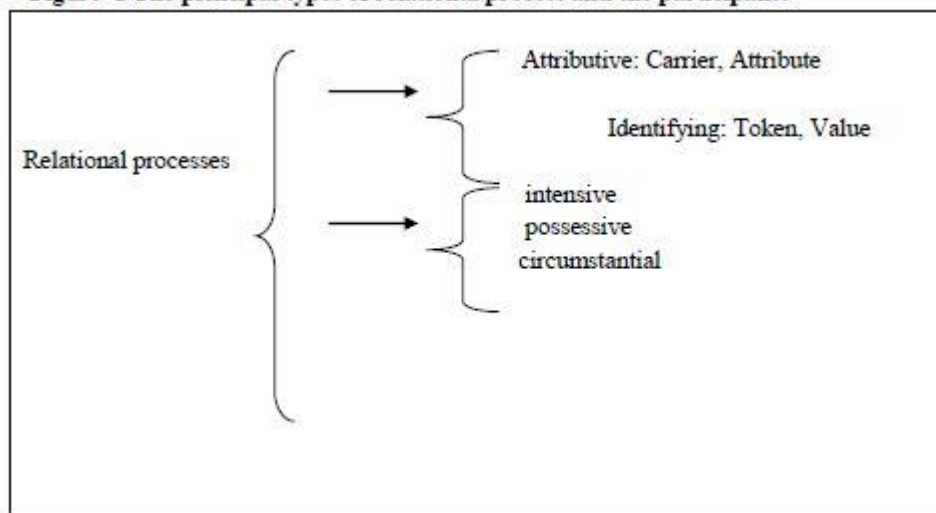 Attributive: Carrier, Attribute
Identifying: Token, Value
Relational processes
intensive
possessive
circumstantial